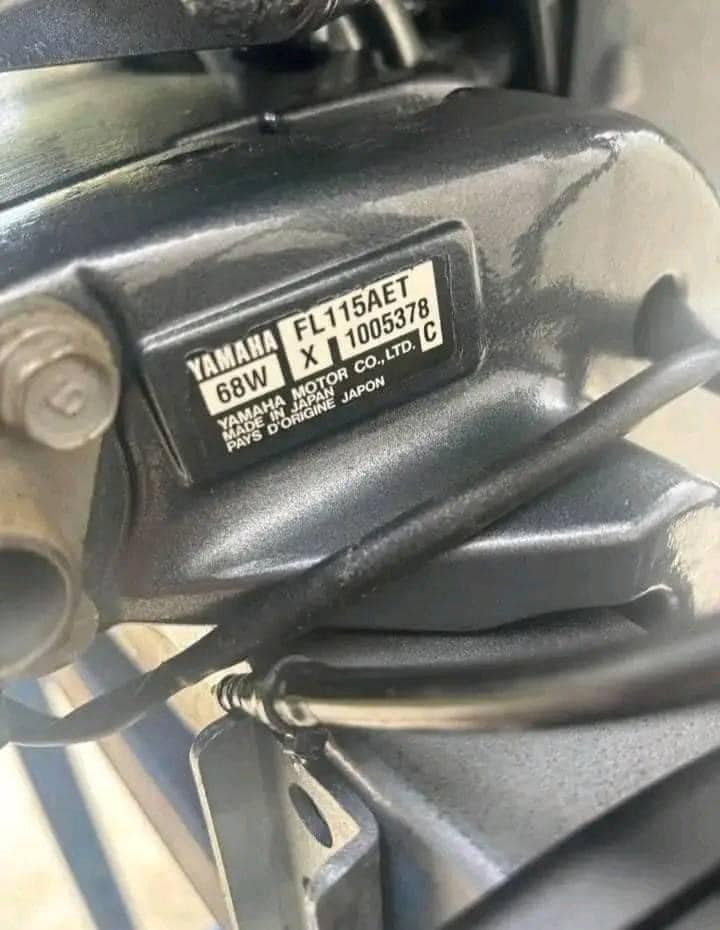 YAMAHA FL115AET
68W X 1005378
C
YAMAHA MOTOR CO., LTD.
MADE IN JAPAN
PAYS D'ORIGINE JAPON